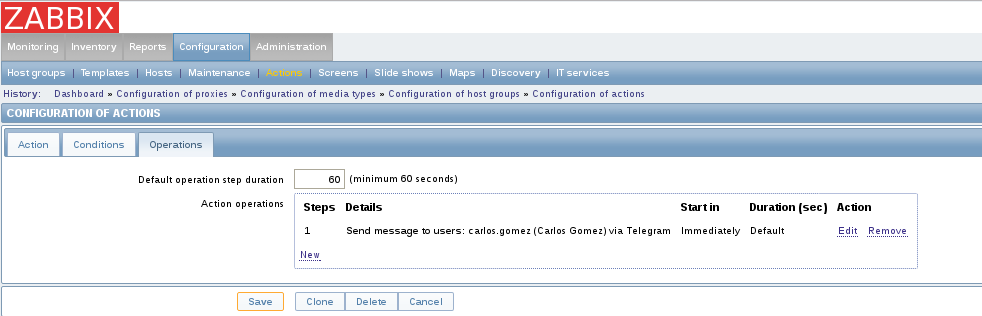 ZABBIX
Monitoring Inventory Reports Configuration Administration
Host groups | Templates | Hosts | Maintenance | Actions | Screens | Slide shows | Maps | Discovery | IT services
History: Dashboard » Configuration of proxies » Configuration of media types » Configuration of host groups » Configuration of actions
CONFIGURATION OF ACTIONS
Action Conditions Operations
Default operation step duration 60 (minimum 60 seconds)
Action operations
Steps Details Start in Duration (sec) Action
1 Send message to users: carlos.gomez (Carlos Gomez) via Telegram Immediately Default Edit Remove
New
Save Clone Delete Cancel